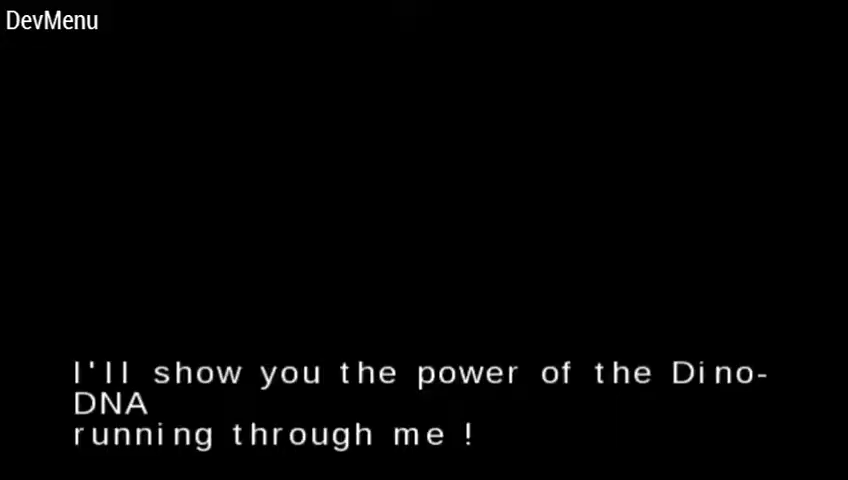 DevMenu
I'll show you the power of the Dino-
DNA
running through me !